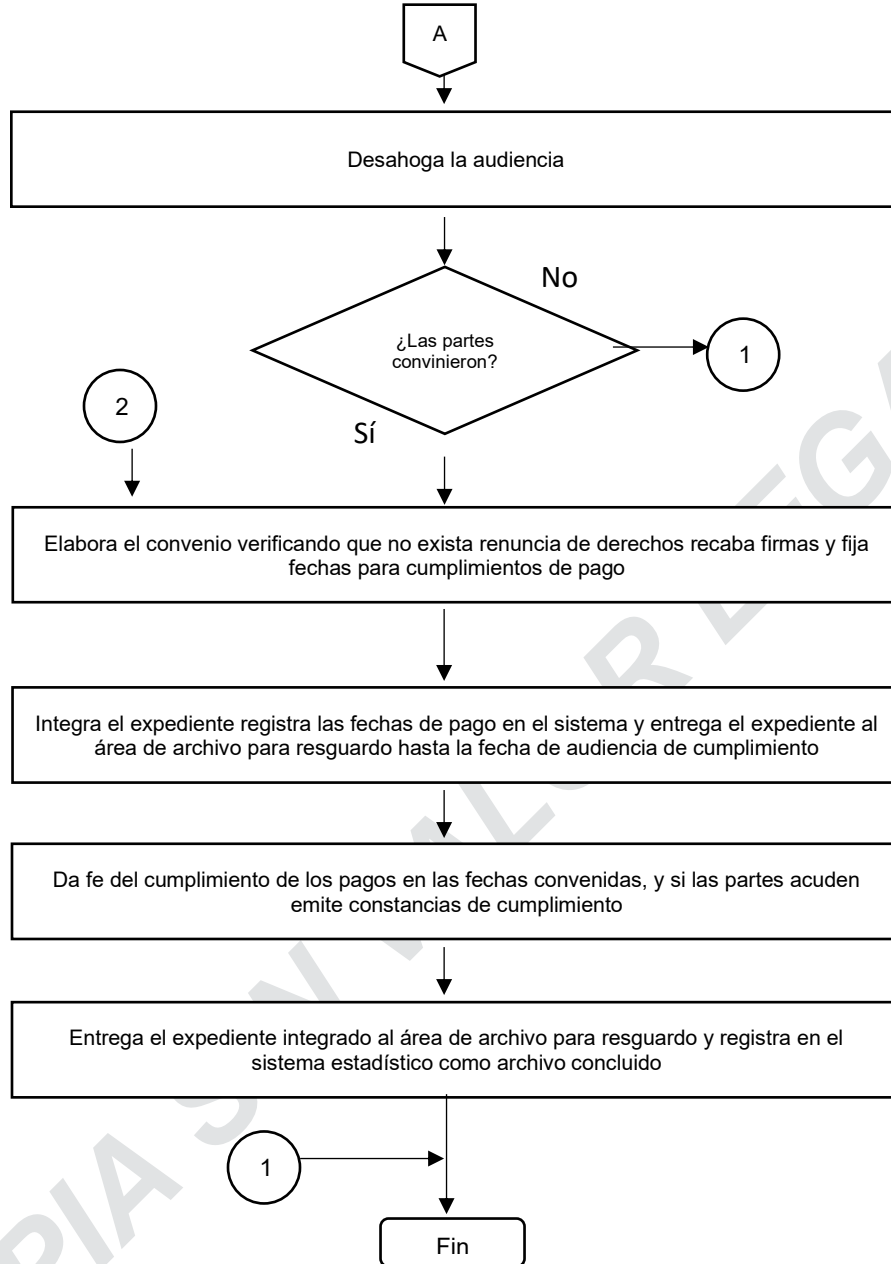 A
Desahoga la audiencia
No
¿Las partes
convinieron?
1
2
Sí
Elabora el convenio verificando que no exista renuncia de derechos recaba firmas y fija
fechas para cumplimientos de pago
Integra el expediente registra las fechas de pago en el sistema y entrega el expediente al
área de archivo para resguardo hasta la fecha de audiencia de cumplimiento
Da fe del cumplimiento de los pagos en las fechas convenidas, y si las partes acuden
emite constancias de cumplimiento
Entrega el expediente integrado al área de archivo para resguardo y registra en el
sistema estadístico como archivo concluido
1
Fin